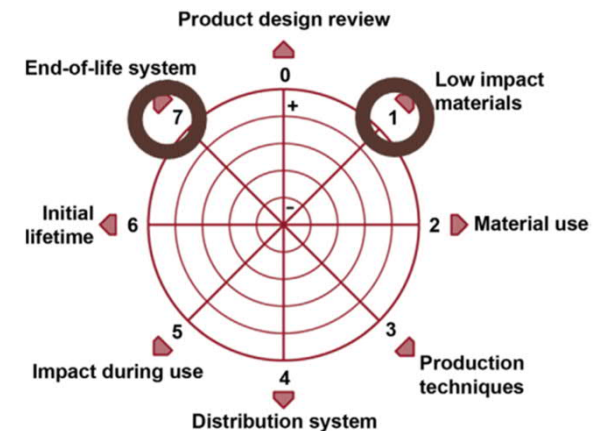 Product design review
0
+
End-of-life system
7
Low impact
materials
1
-
Initial
lifetime
6
2
Material use
5
Impact during use
3
Production
techniques
4
Distribution system